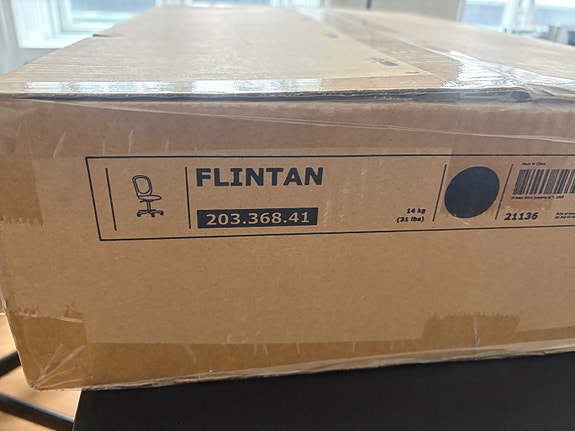 FLINTAN
203.368.41
14 kg
(31 lbs)
Made in China
21136